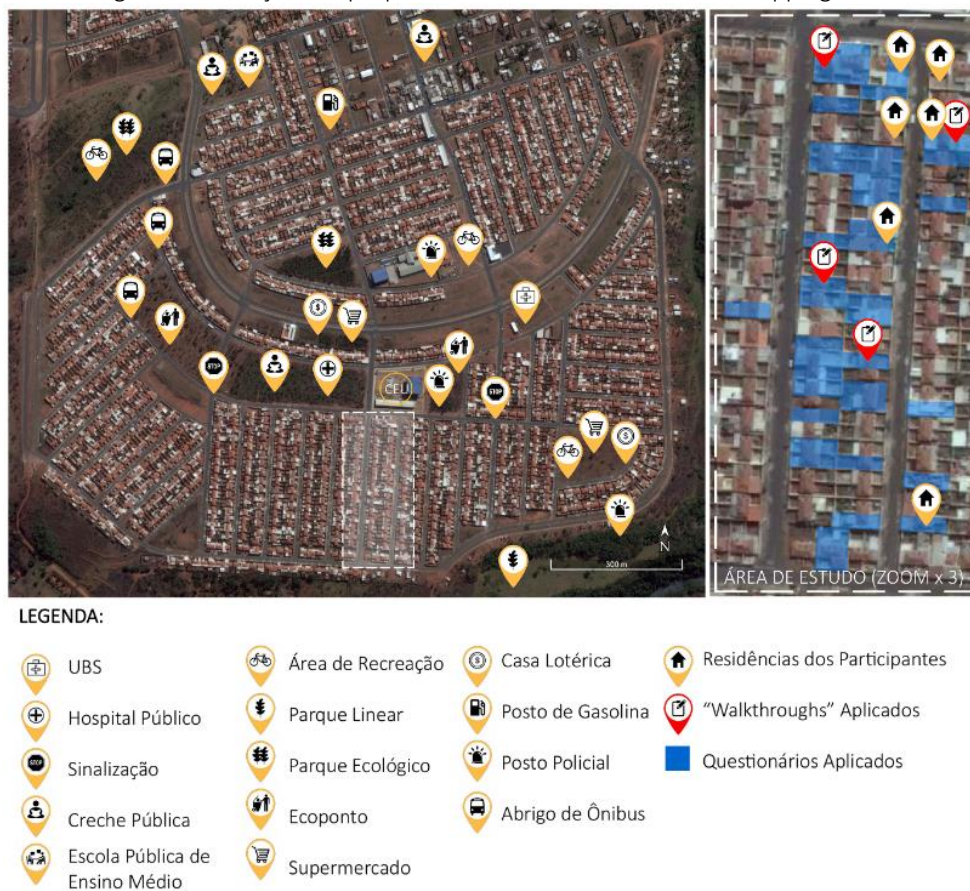 CEU
N
300 m
ÁREA DE ESTUDO (ZOOM x 3)
LEGENDA:
UBS
Hospital Público
STOP Sinalização
Creche Pública
Escola Pública de
Ensino Médio
Área de Recreação
Parque Linear
Parque Ecológico
Ecoponto
Supermercado
Casa Lotérica
Posto de Gasolina
Posto Policial
Abrigo de Ônibus
Residências dos Participantes
“Walkthroughs” Aplicados
Questionários Aplicados